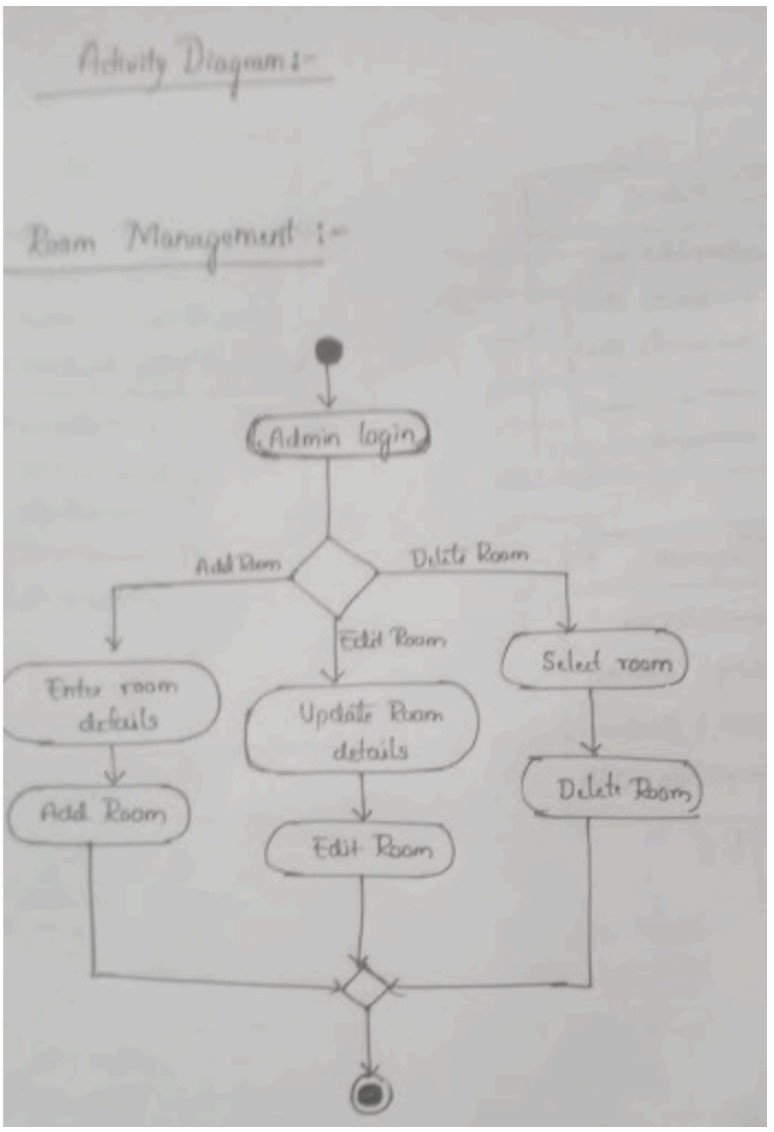 Activity Diagram :-
Room Management :-
Admin login
Add Room
Delete Room
Edit Room
Select room
Enter room
details
Update Room
details
Delete Room
Add Room
Edit Room